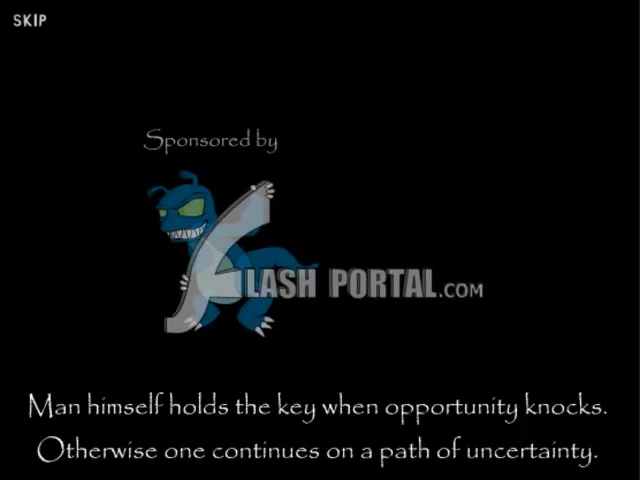 SKIP
Sponsored by
FLASH PORTAL.COM
Man himself holds the key when opportunity knocks.
Otherwise one continues on a path of uncertainty.